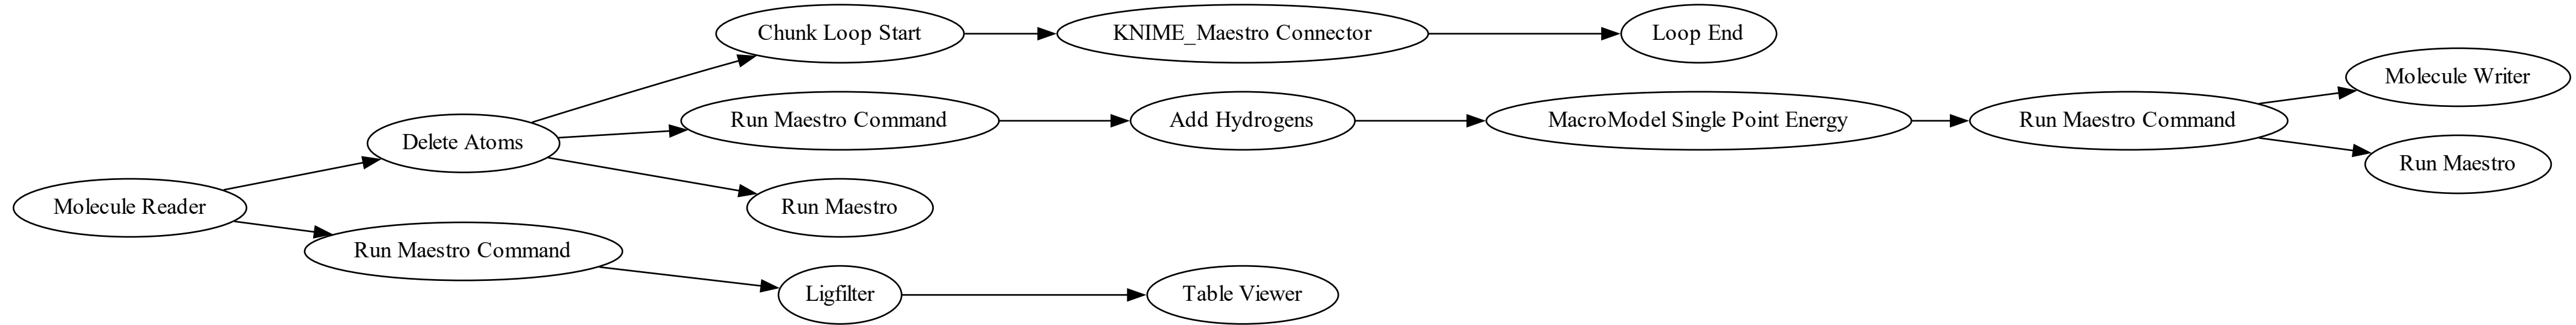 Chunk Loop Start
KNIME_Maestro Connector
Loop End
Molecule Writer
Run Maestro Command
Add Hydrogens
MacroModel Single Point Energy
Run Maestro Command
Delete Atoms
Run Maestro
Molecule Reader
Run Maestro
Run Maestro Command
Ligfilter
Table Viewer